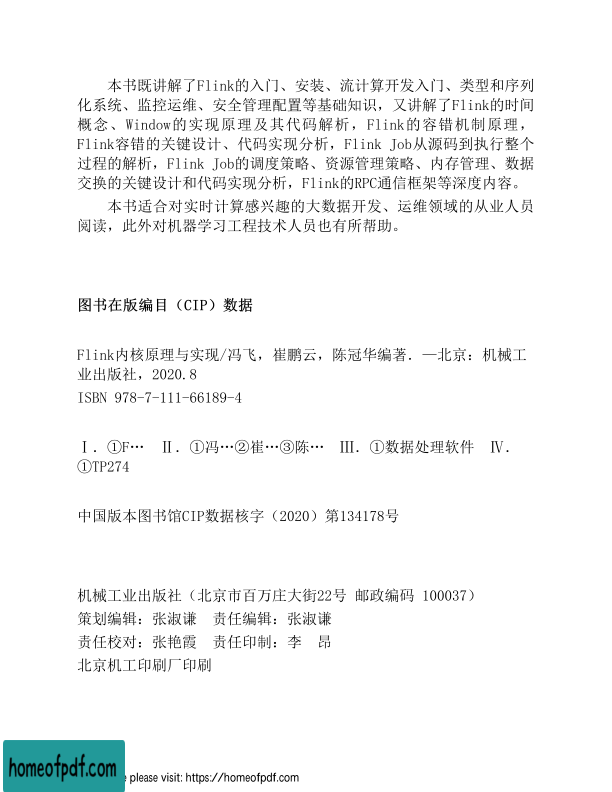 本书既讲解了Flink的入门、安装、流计算开发入门、类型和序列
化系统、监控运维、安全管理配置等基础知识，又讲解了Flink的时间
概念、Window的实现原理及其代码解析，Flink的容错机制原理，
Flink容错的关键设计、代码实现分析，Flink Job从源码到执行整个
过程的解析，Flink Job的调度策略、资源管理策略、内存管理、数据
交换的关键设计和代码实现分析，Flink的RPC通信框架等深度内容。
本书适合对实时计算感兴趣的大数据开发、运维领域的从业人员
阅读，此外对机器学习工程技术人员也有所帮助。
图书在版编目（CIP）数据
Flink内核原理与实现/冯飞，崔鹏云，陈冠华编著．—北京：机械工
业出版社，2020.8
ISBN 978-7-111-66189-4
Ⅰ．①F… Ⅱ．①冯…②崔…③陈… Ⅲ．①数据处理软件 Ⅳ．
①TP274
中国版本图书馆CIP数据核字（2020）第134178号
机械工业出版社（北京市百万庄大街22号 邮政编码 100037）
策划编辑：张淑谦 责任编辑：张淑谦
责任校对：张艳霞 责任印制：李 昂
北京机工印刷厂印刷
homeofpdf.com
e please visit: https://homeofpdf.com